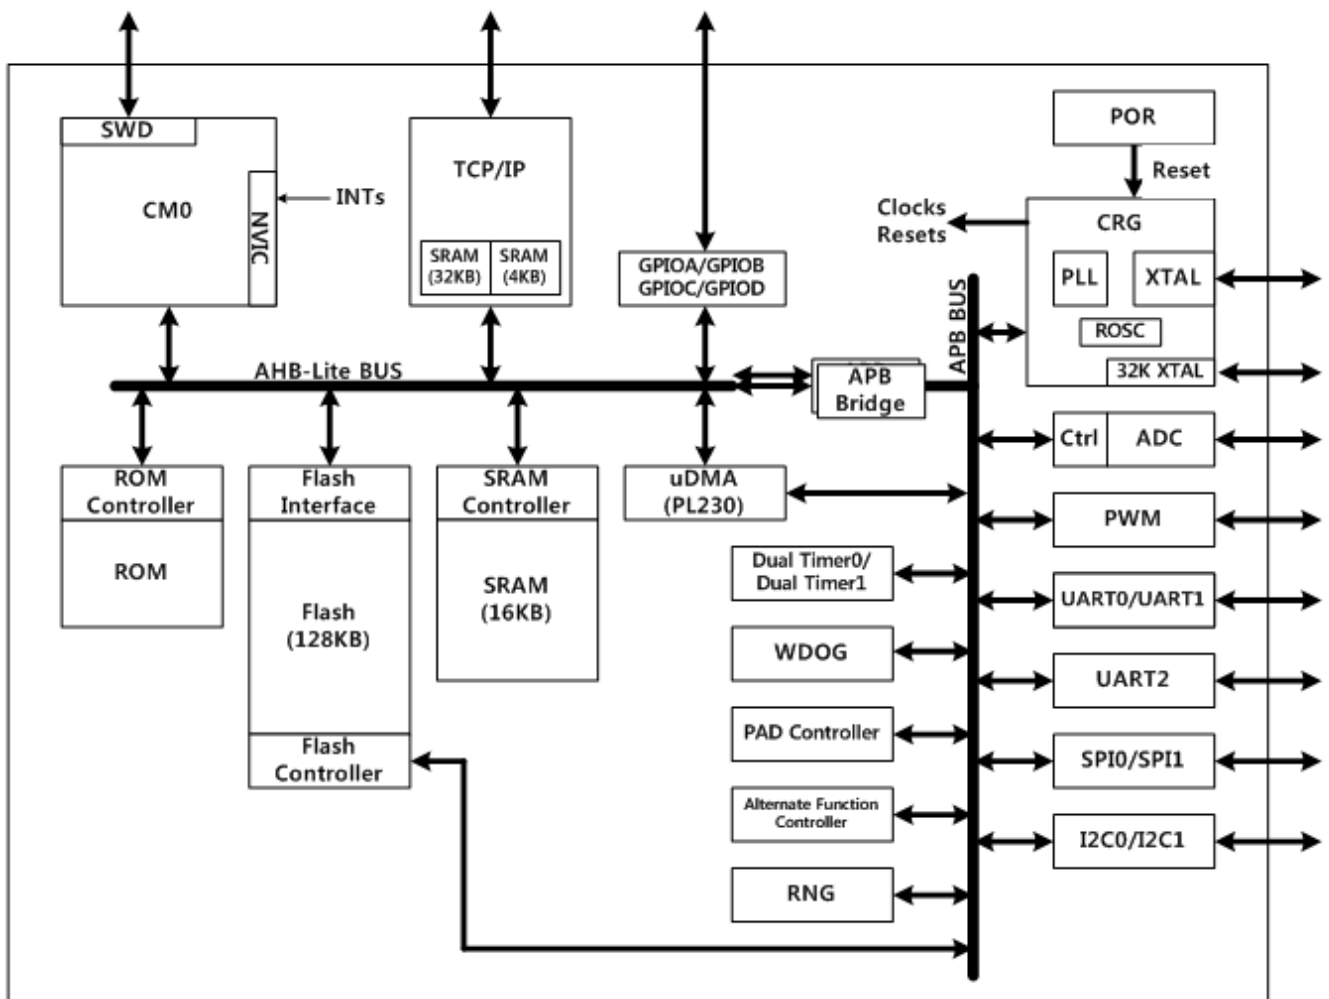 SWD
CM0
NVIC
INTs
TCP/IP
SRAM
(32KB)
SRAM
(4KB)
GPIOA/GPIOB
GPIOC/GPIOD
POR
Reset
Clocks
Resets
CRG
PLL
XTAL
ROSC
32K XTAL
AHB-Lite BUS
APB BUS
APB
Bridge
Ctrl
ADC
ROM
Controller
ROM
Flash
Interface
Flash
(128KB)
Flash
Controller
SRAM
Controller
SRAM
(16KB)
uDMA
(PL230)
PWM
Dual Timer0/
Dual Timer1
UART0/UART1
WDOG
UART2
PAD Controller
SPI0/SPI1
Alternate Function
Controller
I2C0/I2C1
RNG